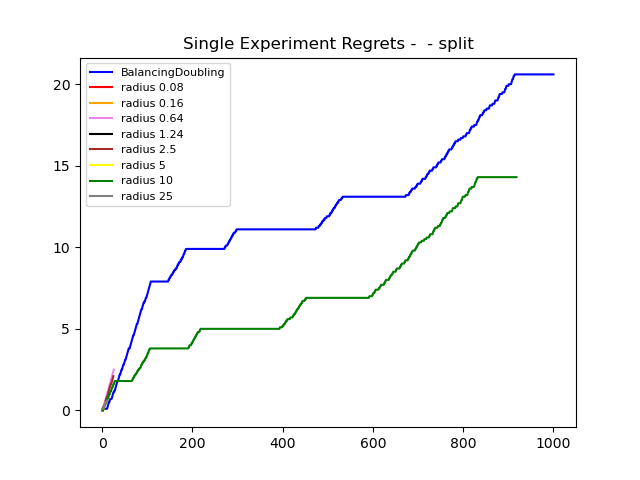 Single Experiment Regrets -  - split
BalancingDoubling
radius 0.08
radius 0.16
radius 0.64
radius 1.24
radius 2.5
radius 5
radius 10
radius 25
20
15
10
5
0
0 200 400 600 800 1000